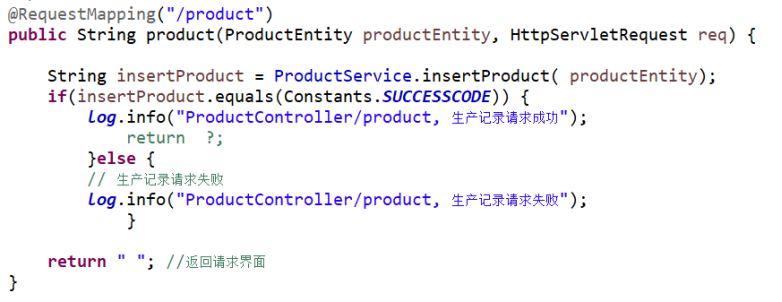 @RequestMapping("/product")
public String product(ProductEntity productEntity, HttpServletRequest req) {
String insertProduct = ProductService.insertProduct( productEntity);
if(insertProduct.equals(Constants.SUCCESSCODE)) {
log.info("ProductController/product, 生产记录请求成功");
return ?;
}else {
// 生产记录请求失败
log.info("ProductController/product, 生产记录请求失败");
}
return " "; //返回请求界面
}